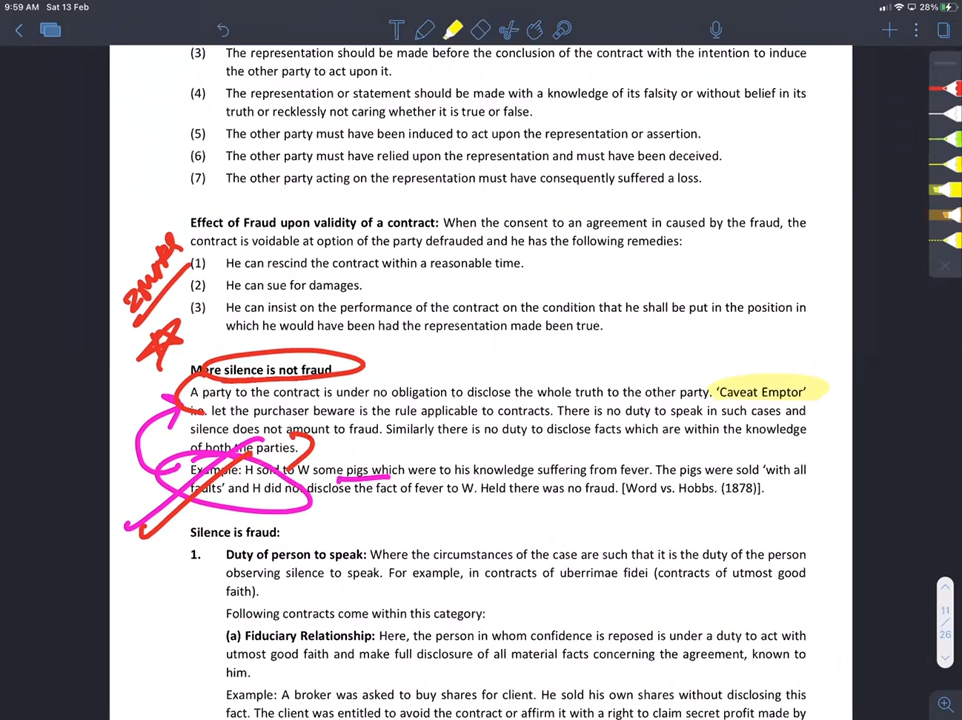 9:59 AM Sat 13 Feb
28%
(3) The representation should be made before the conclusion of the contract with the intention to induce
the other party to act upon it.
(4) The representation or statement should be made with a knowledge of its falsity or without belief in its
truth or recklessly not caring whether it is true or false.
(5) The other party must have been induced to act upon the representation or assertion.
(6) The other party must have relied upon the representation and must have been deceived.
(7) The other party acting on the representation must have consequently suffered a loss.
Effect of Fraud upon validity of a contract: When the consent to an agreement in caused by the fraud, the
contract is voidable at option of the party defrauded and he has the following remedies:
(1) He can rescind the contract within a reasonable time.
(2) He can sue for damages.
(3) He can insist on the performance of the contract on the condition that he shall be put in the position in
which he would have been had the representation made been true.
Mere silence is not fraud
A party to the contract is under no obligation to disclose the whole truth to the other party. ‘Caveat Emptor’
i.e. let the purchaser beware is the rule applicable to contracts. There is no duty to speak in such cases and
silence does not amount to fraud. Similarly there is no duty to disclose facts which are within the knowledge
of both the parties.
Example: H sold to W some pigs which were to his knowledge suffering from fever. The pigs were sold ‘with all
faults’ and H did not disclose the fact of fever to W. Held there was no fraud. [Word vs. Hobbs. (1878)].
Silence is fraud:
1. Duty of person to speak: Where the circumstances of the case are such that it is the duty of the person
observing silence to speak. For example, in contracts of uberrimae fidei (contracts of utmost good
faith).
Following contracts come within this category:
(a) Fiduciary Relationship: Here, the person in whom confidence is reposed is under a duty to act with
utmost good faith and make full disclosure of all material facts concerning the agreement, known to
him.
Example: A broker was asked to buy shares for client. He sold his own shares without disclosing this
fact. The client was entitled to avoid the contract or affirm it with a right to claim secret profit made by
11
/
26